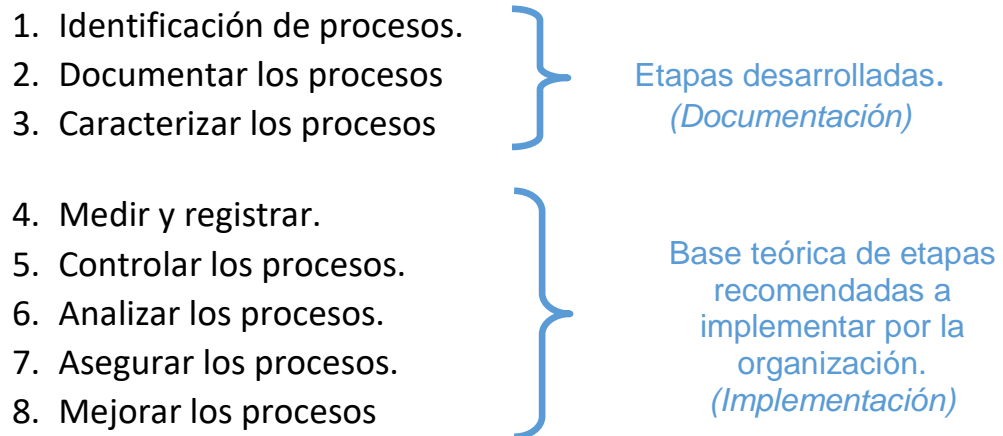 1. Identificación de procesos.
2. Documentar los procesos
3. Caracterizar los procesos
Etapas desarrolladas.
(Documentación)
4. Medir y registrar.
5. Controlar los procesos.
6. Analizar los procesos.
7. Asegurar los procesos.
8. Mejorar los procesos
Base teórica de etapas
recomendadas a
implementar por la
organización.
(Implementación)